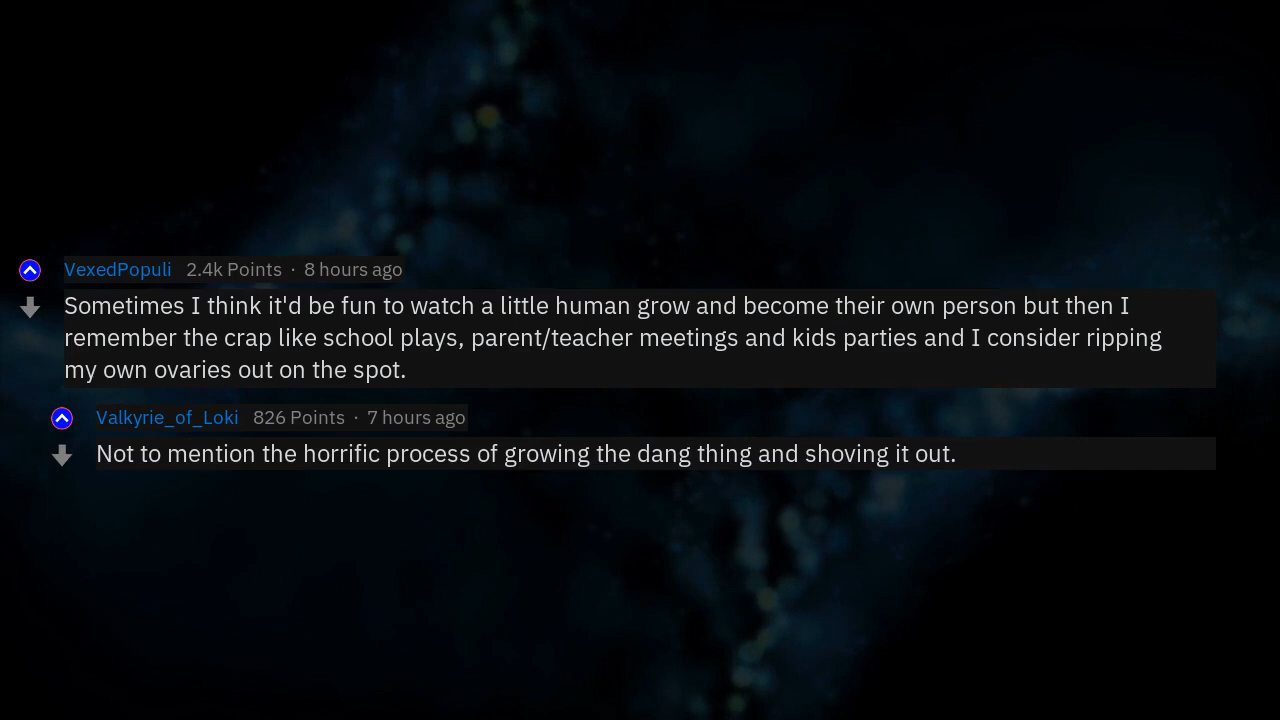 VexedPopuli 2.4k Points · 8 hours ago
Sometimes I think it'd be fun to watch a little human grow and become their own person but then I
remember the crap like school plays, parent/teacher meetings and kids parties and I consider ripping
my own ovaries out on the spot.
Valkyrie_of_Loki 826 Points · 7 hours ago
Not to mention the horrific process of growing the dang thing and shoving it out.